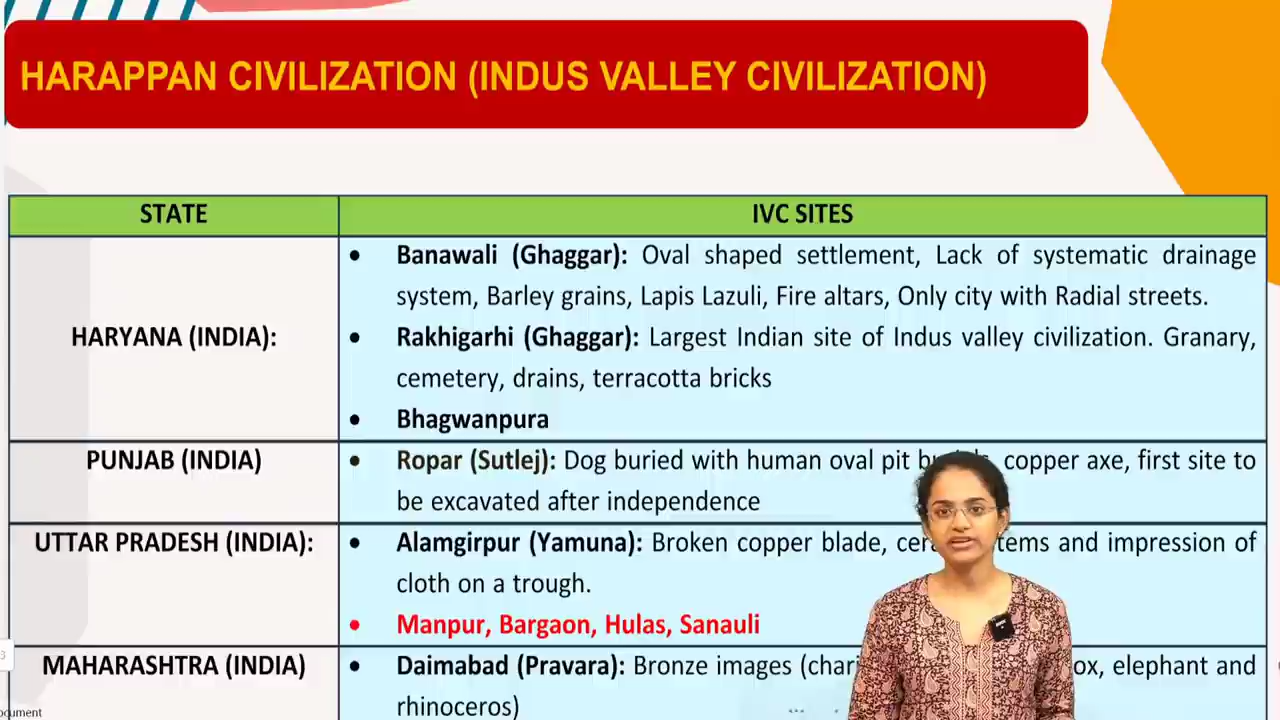 HARAPPAN CIVILIZATION (INDUS VALLEY CIVILIZATION)
STATE IVC SITES
HARYANA (INDIA):
• Banawali (Ghaggar): Oval shaped settlement, Lack of systematic drainage
system, Barley grains, Lapis Lazuli, Fire altars, Only city with Radial streets.
• Rakhigarhi (Ghaggar): Largest Indian site of Indus valley civilization. Granary,
cemetery, drains, terracotta bricks
• Bhagwanpura
PUNJAB (INDIA)
• Ropar (Sutlej): Dog buried with human oval pit copper axe, first site to
be excavated after independence
UTTAR PRADESH (INDIA):
• Alamgirpur (Yamuna): Broken copper blade, and impression of
cloth on a trough.
• Manpur, Bargaon, Hulas, Sanauli
MAHARASHTRA (INDIA)
• Daimabad (Pravara): Bronze images ox, elephant and
rhinoceros)
3